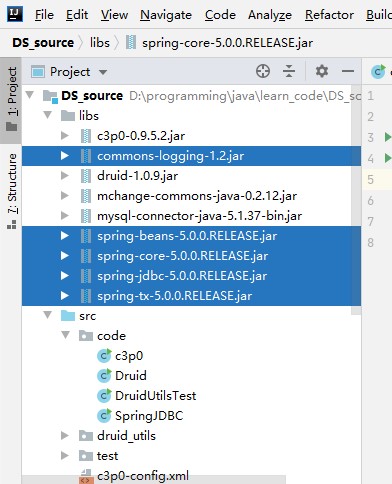 IJ File Edit View Navigate Code Analyze Refactor Build
DS_source libs spring-core-5.0.0.RELEASE.jar
1: Project
7: Structure
Project
DS_source D:\programming\java\learn_code\DS_sc
libs
c3p0-0.9.5.2.jar
commons-logging-1.2.jar
druid-1.0.9.jar
mchange-commons-java-0.2.12.jar
mysql-connector-java-5.1.37-bin.jar
spring-beans-5.0.0.RELEASE.jar
spring-core-5.0.0.RELEASE.jar
spring-jdbc-5.0.0.RELEASE.jar
spring-tx-5.0.0.RELEASE.jar
src
code
c3p0
Druid
DruidUtilsTest
SpringJDBC
druid_utils
test
c3p0-config.xml
1
2
3
4
5
6
7
8